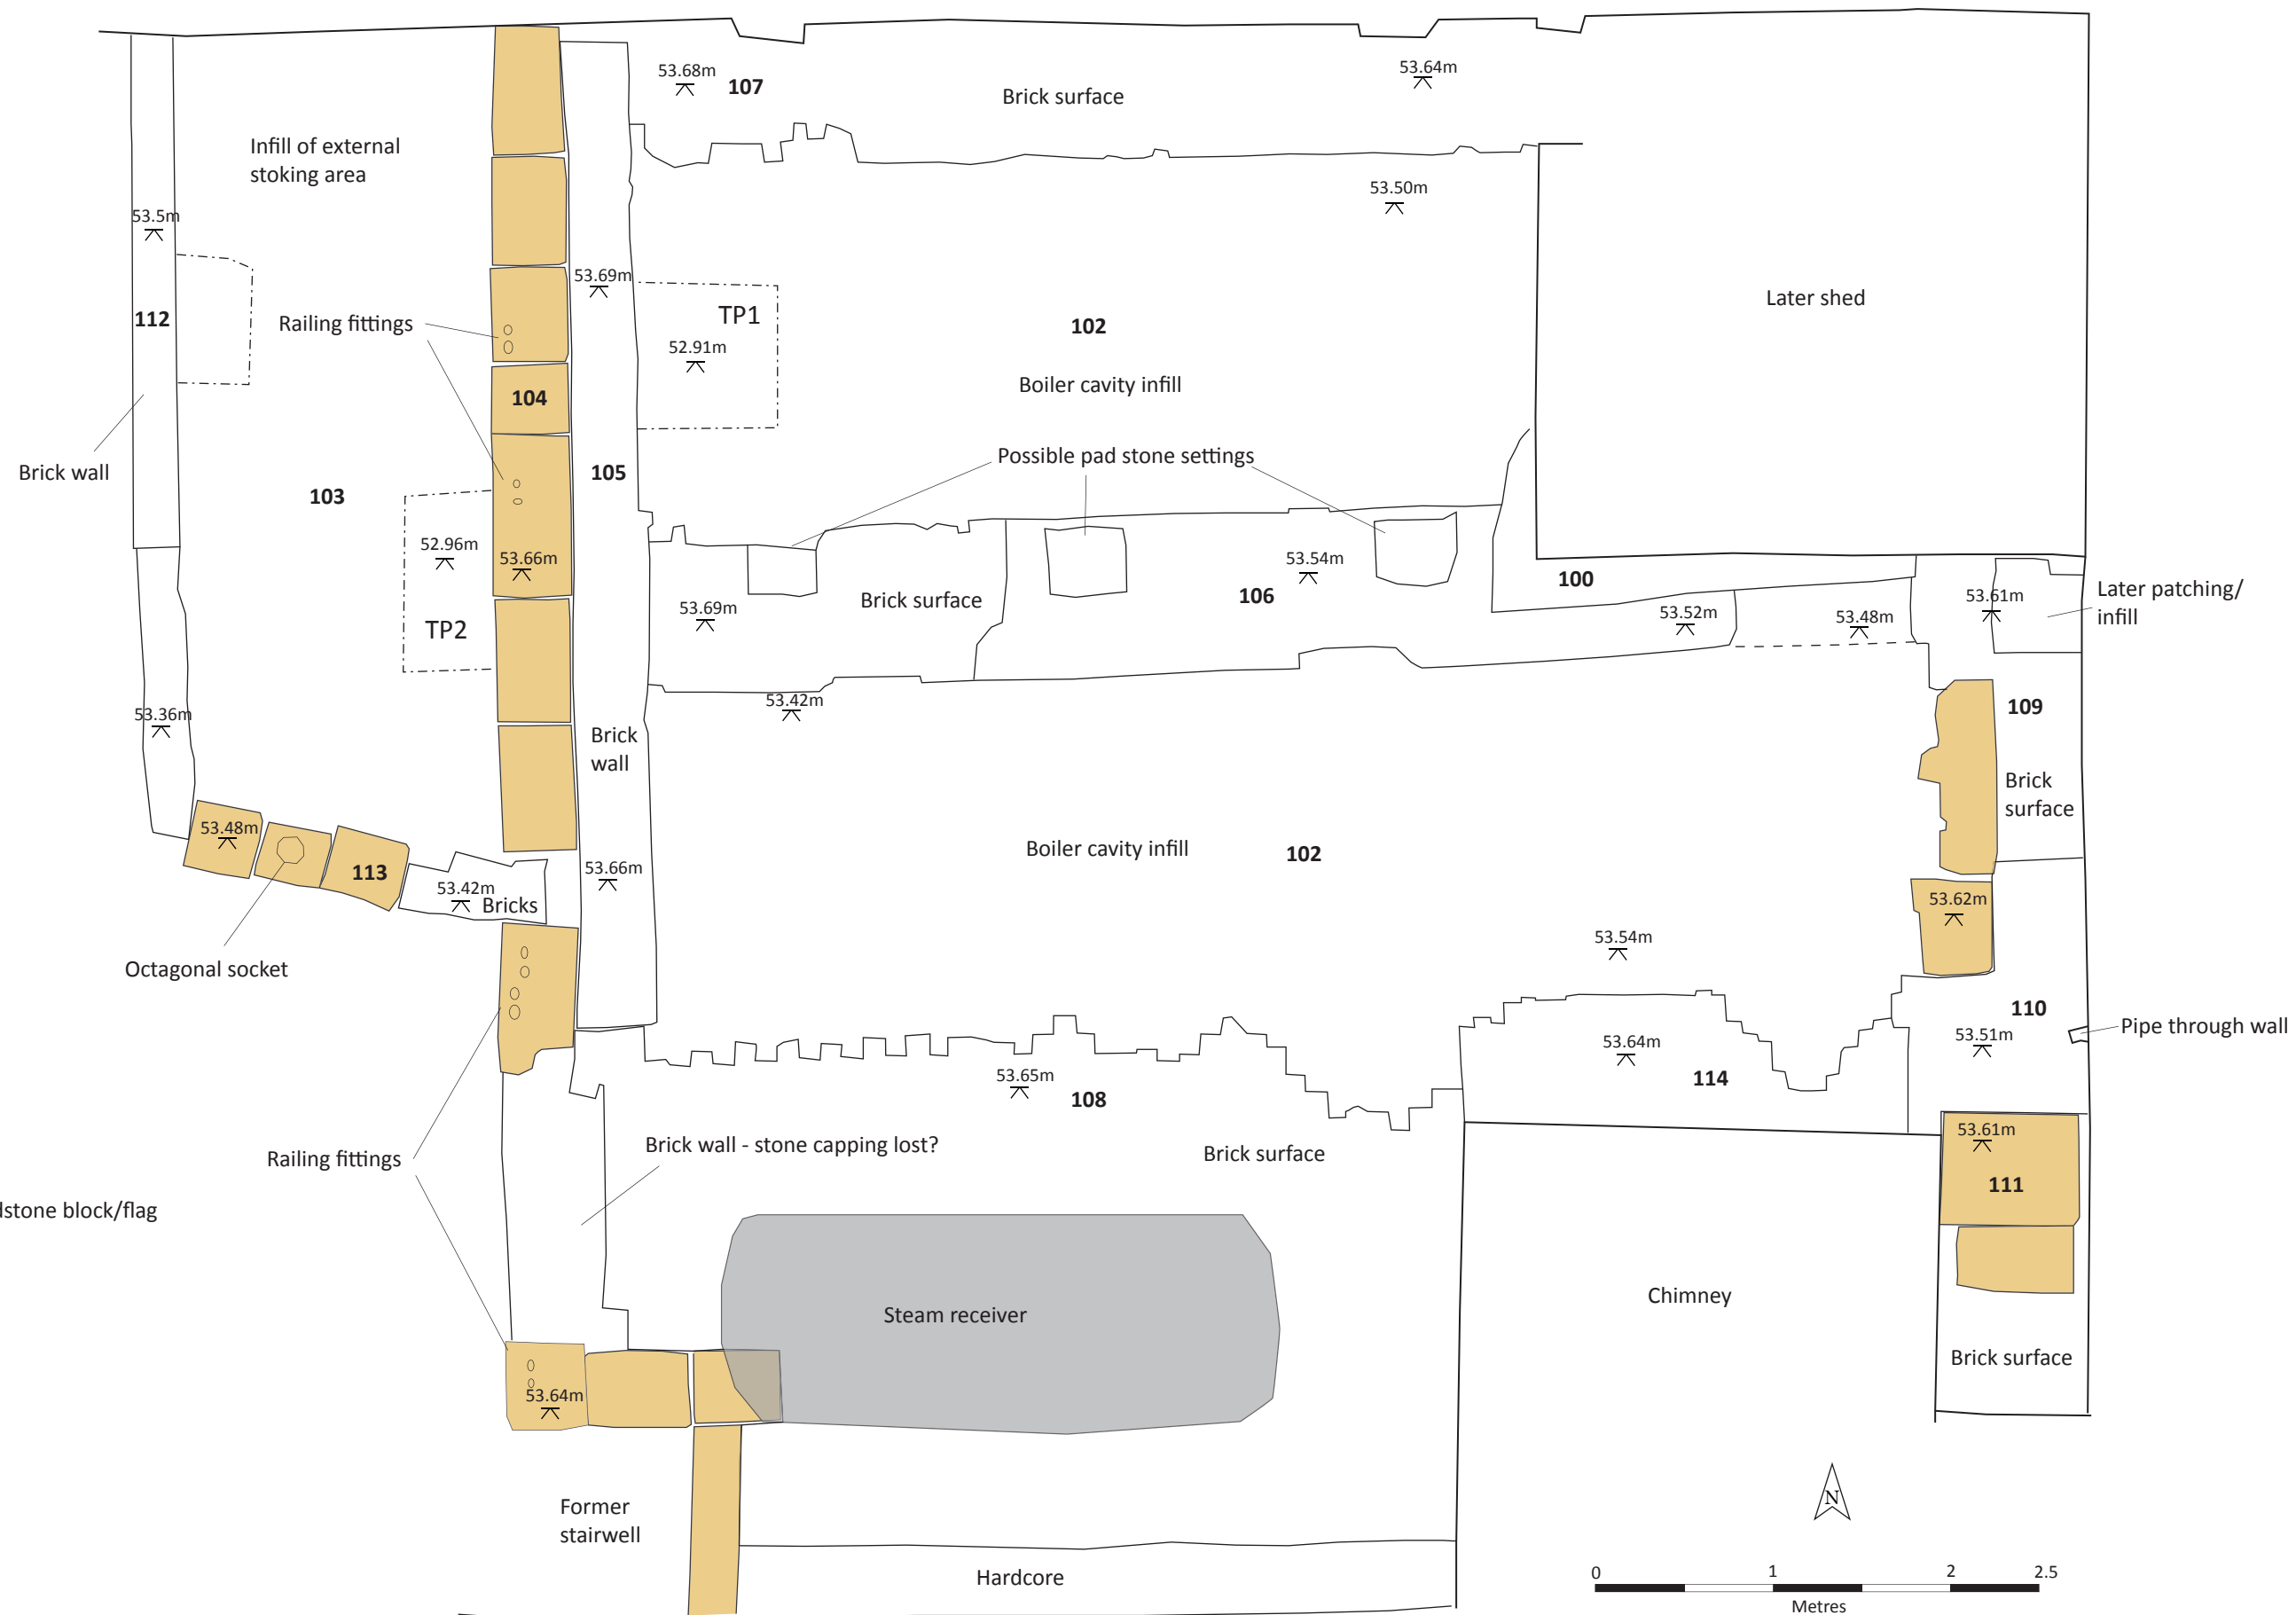 53.68m
107
Brick surface
53.64m
Infill of external
stoking area
53.50m
53.5m
53.69m
Later shed
112
Railing fittings
TP1
52.91m
102
Boiler cavity infill
104
Brick wall
103
105
Possible pad stone settings
52.96m
53.66m
TP2
53.69m
Brick surface
106
53.54m
100
53.52m
53.48m
53.61m
Later patching/
infill
53.36m
53.42m
Brick
wall
109
Brick
surface
53.48m
113
53.42m
Bricks
53.66m
Boiler cavity infill
102
53.62m
Octagonal socket
53.54m
110
53.51m
Pipe through wall
53.65m
108
53.64m
114
Railing fittings
Brick wall - stone capping lost?
Brick surface
53.61m
111
dstone block/flag
Steam receiver
Chimney
Brick surface
53.64m
Former
stairwell
N
Hardcore
0 1 2 2.5
Metres